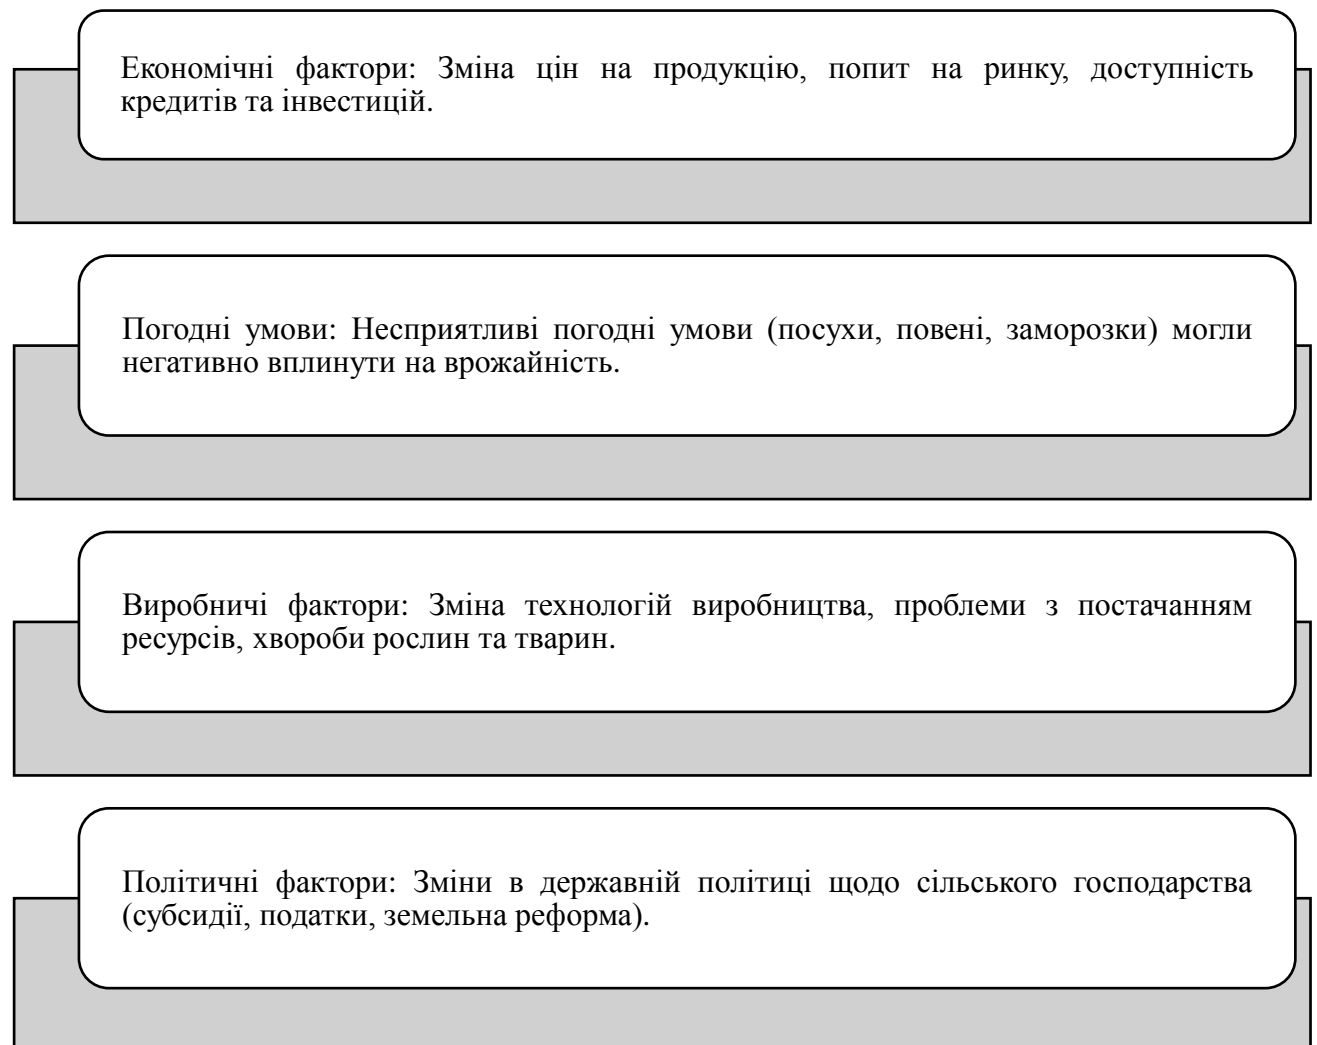 Економічні фактори: Зміна цін на продукцію, попит на ринку, доступність
кредитів та інвестицій.
Погодні умови: Несприятливі погодні умови (посухи, повені, заморозки) могли
негативно вплинути на врожайність.
Виробничі фактори: Зміна технологій виробництва, проблеми з постачанням
ресурсів, хвороби рослин та тварин.
Політичні фактори: Зміни в державній політиці щодо сільського господарства
(субсидії, податки, земельна реформа).